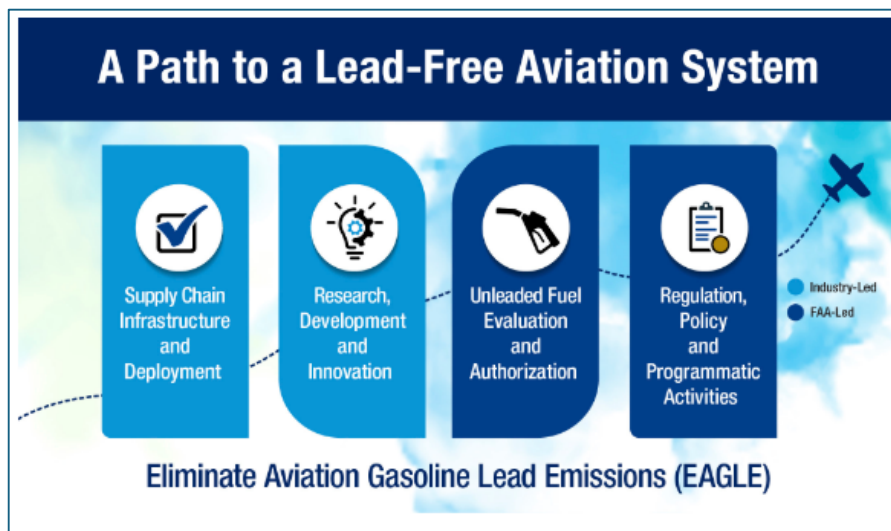 A Path to a Lead-Free Aviation System
Supply Chain
Infrastructure
and
Deployment
Research,
Development
and
Innovation
Unleaded Fuel
Evaluation
and
Authorization
Regulation,
Policy
and
Programmatic
Activities
Industry-Led
FAA-Led
Eliminate Aviation Gasoline Lead Emissions (EAGLE)